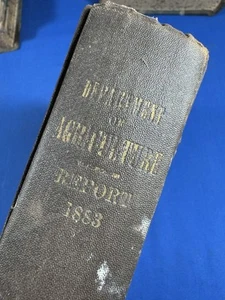 DEPARTMENT
OF
AGRICULTURE
REPORT
1883